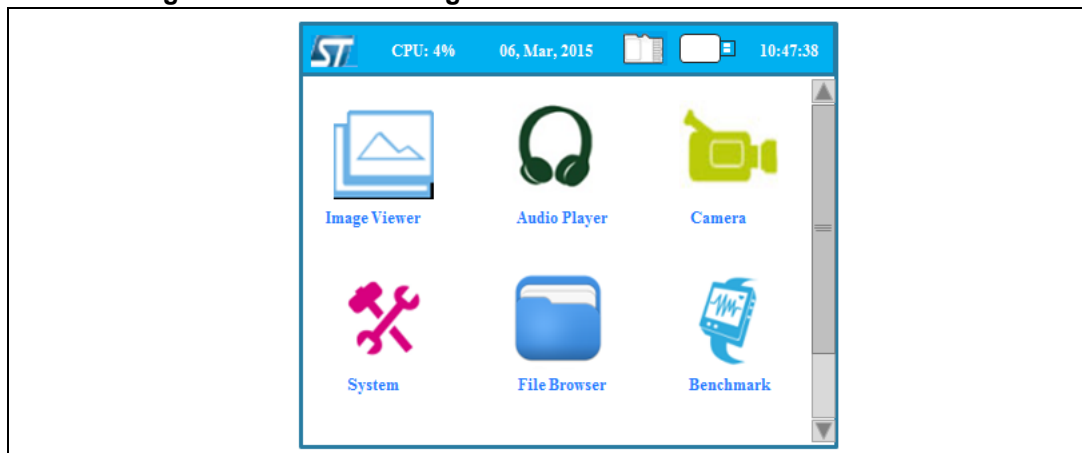 ST CPU: 4% 06, Mar, 2015 10:47:38
Image Viewer Audio Player Camera
System File Browser Benchmark